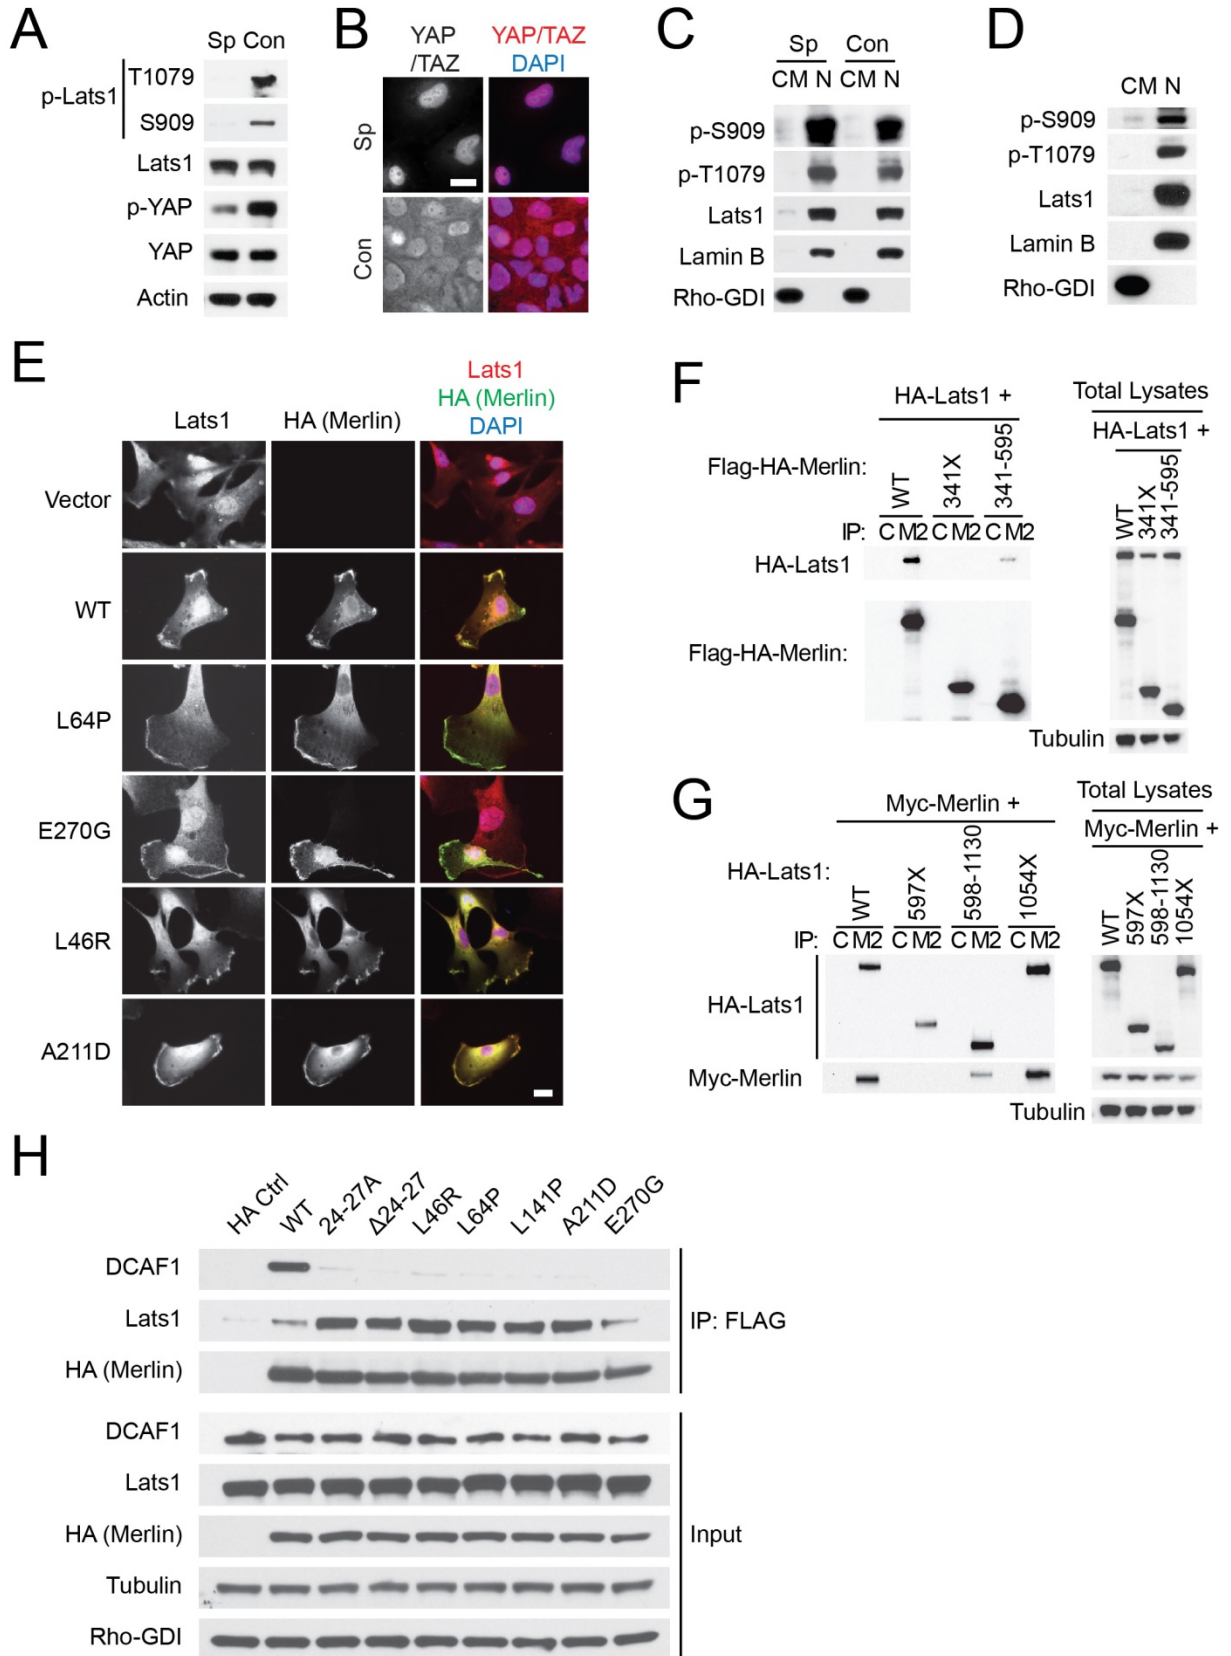 A
Sp Con
p-Lats1
T1079
S909
Lats1
p-YAP
YAP
Actin
B
YAP
/TAZ
YAP/TAZ
DAPI
Sp
Con
C
Sp Con
CM N CM N
p-S909
p-T1079
Lats1
Lamin B
Rho-GDI
D
CM N
p-S909
p-T1079
Lats1
Lamin B
Rho-GDI
E
Lats1
HA (Merlin)
Lats1
HA (Merlin)
DAPI
Vector
WT
L64P
E270G
L46R
A211D
F
HA-Lats1 +
Flag-HA-Merlin:
WT
341X
341-595
IP: C M2 C M2 C M2
HA-Lats1
Flag-HA-Merlin:
Total Lysates
HA-Lats1 +
WT
341X
341-595
Tubulin
G
Myc-Merlin +
HA-Lats1:
WT
597X
598-1130
1054X
IP: C M2 C M2 C M2 C M2
HA-Lats1
Myc-Merlin
Total Lysates
Myc-Merlin +
WT
597X
598-1130
1054X
Tubulin
H
HA Ctrl
WT
24-27A
Δ24-27
L46R
L64P
L141P
A211D
E270G
DCAF1
Lats1
HA (Merlin)
IP: FLAG
DCAF1
Lats1
HA (Merlin)
Tubulin
Rho-GDI
Input